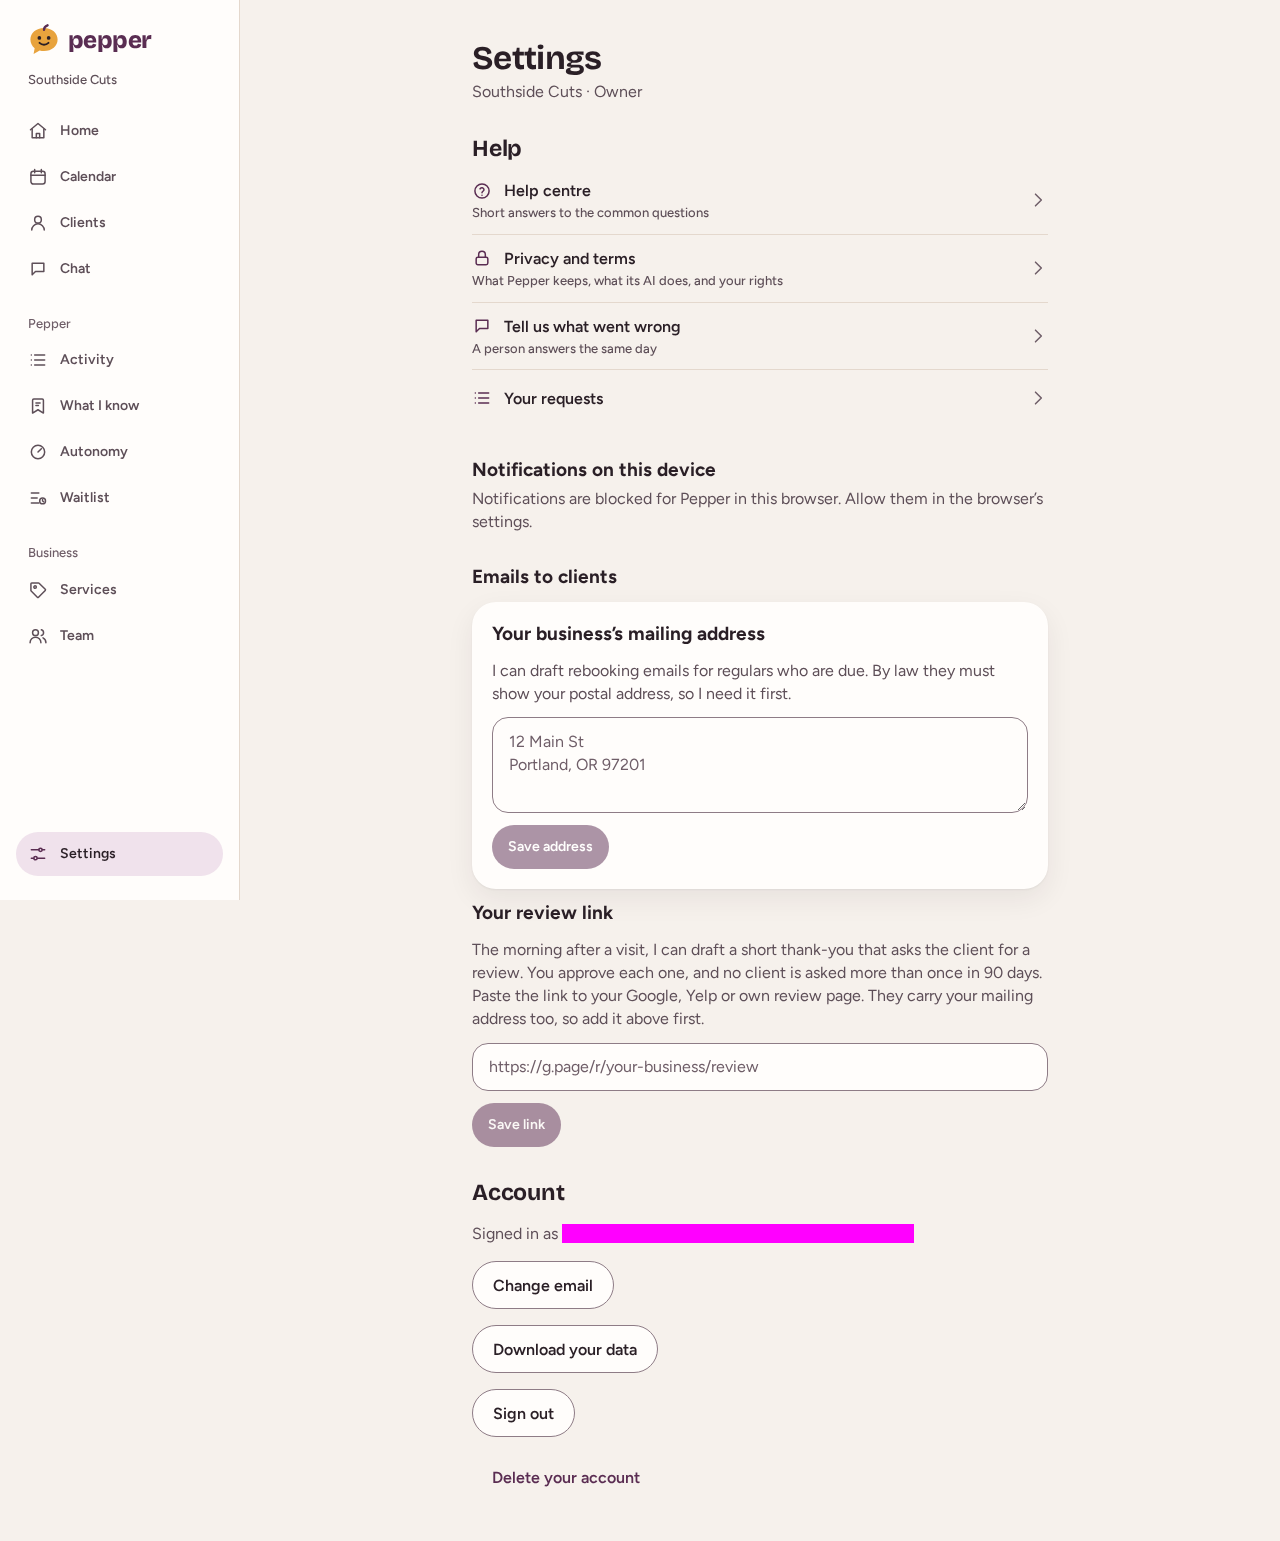 pepper
Southside Cuts
Home
Calendar
Clients
Chat
Pepper
Activity
What I know
Autonomy
Waitlist
Business
Services
Team
Settings
Settings
Southside Cuts · Owner
Help
Help centre
Short answers to the common questions
Privacy and terms
What Pepper keeps, what its AI does, and your rights
Tell us what went wrong
A person answers the same day
Your requests
Notifications on this device
Notifications are blocked for Pepper in this browser. Allow them in the browser’s
settings.
Emails to clients
Your business’s mailing address
I can draft rebooking emails for regulars who are due. By law they must
show your postal address, so I need it first.
12 Main St
Portland, OR 97201
Save address
Your review link
The morning after a visit, I can draft a short thank-you that asks the client for a
review. You approve each one, and no client is asked more than once in 90 days.
Paste the link to your Google, Yelp or own review page. They carry your mailing
address too, so add it above first.
https://g.page/r/your-business/review
Save link
Account
Signed in as
Change email
Download your data
Sign out
Delete your account